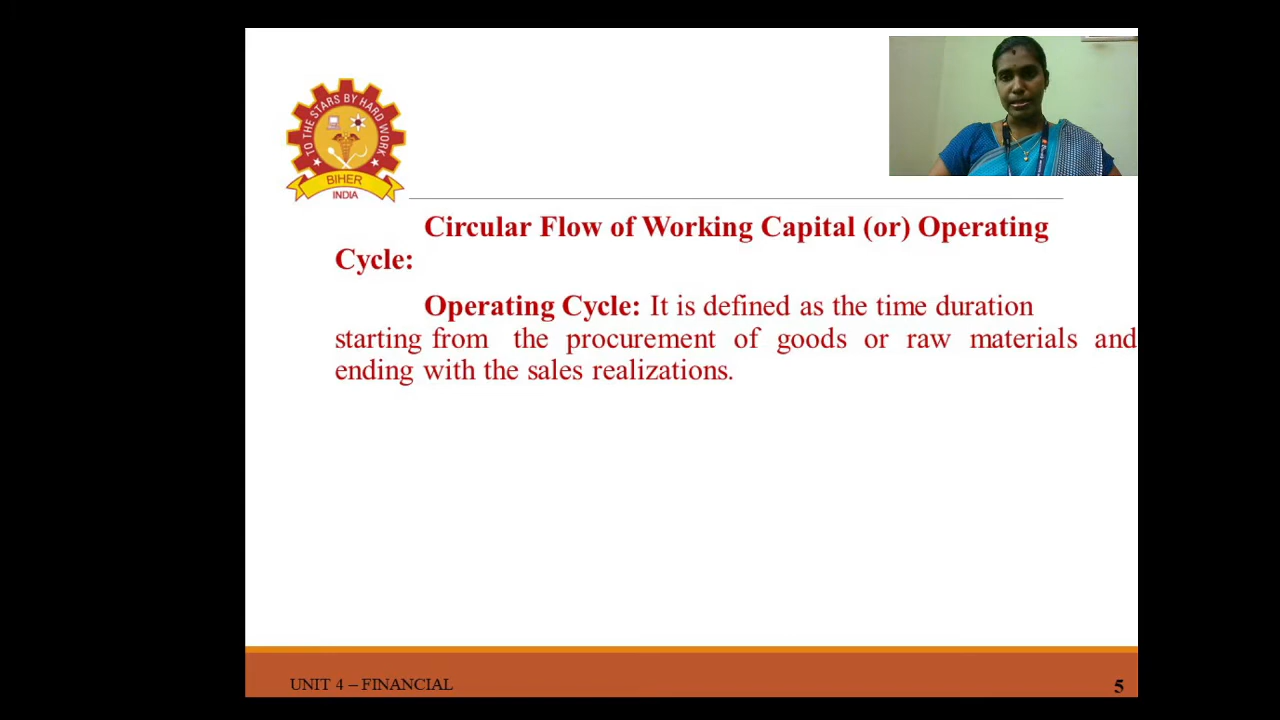 TO THE STARS BY HARD WORK
BIHER
INDIA
Circular Flow of Working Capital (or) Operating
Cycle:
Operating Cycle: It is defined as the time duration
starting from the procurement of goods or raw materials and
ending with the sales realizations.
UNIT 4 – FINANCIAL
5